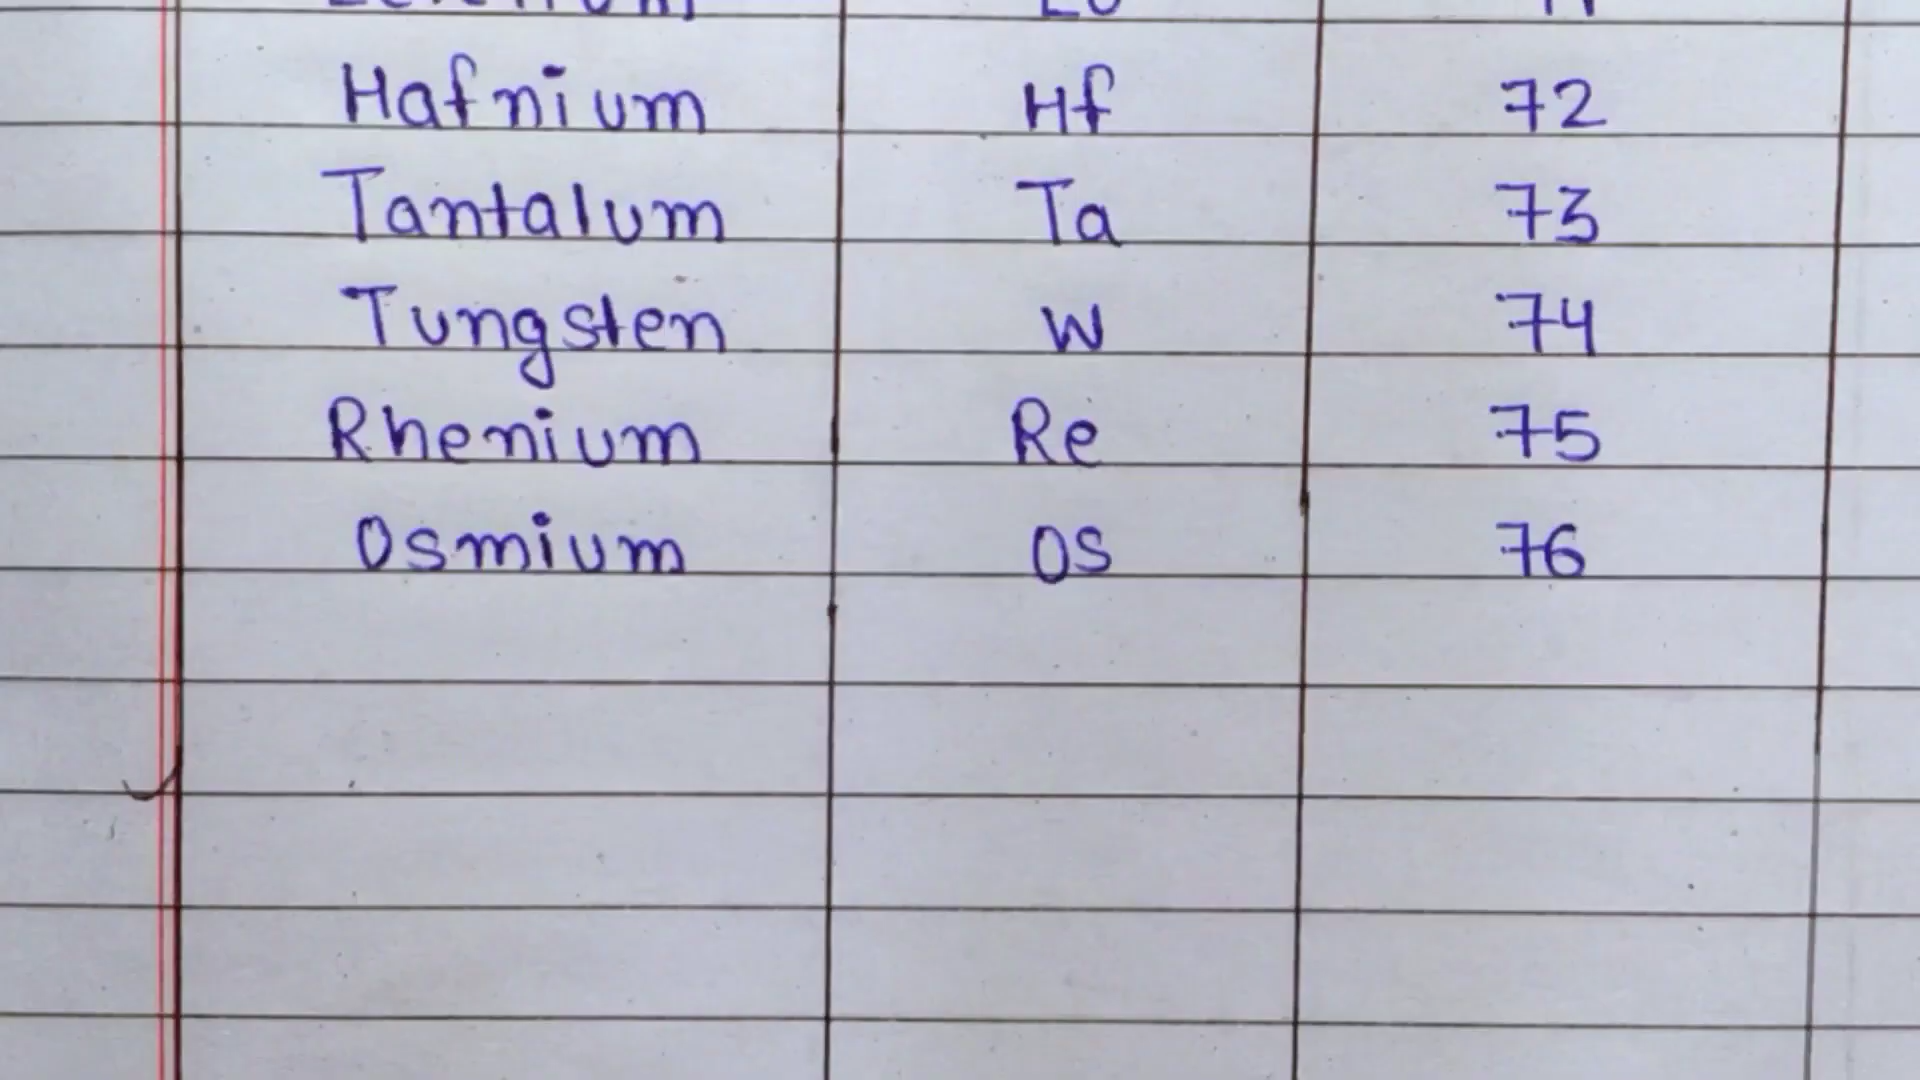 Hafnium Hf 72
Tantalum Ta 73
Tungsten W 74
Rhenium Re 75
Osmium Os 76